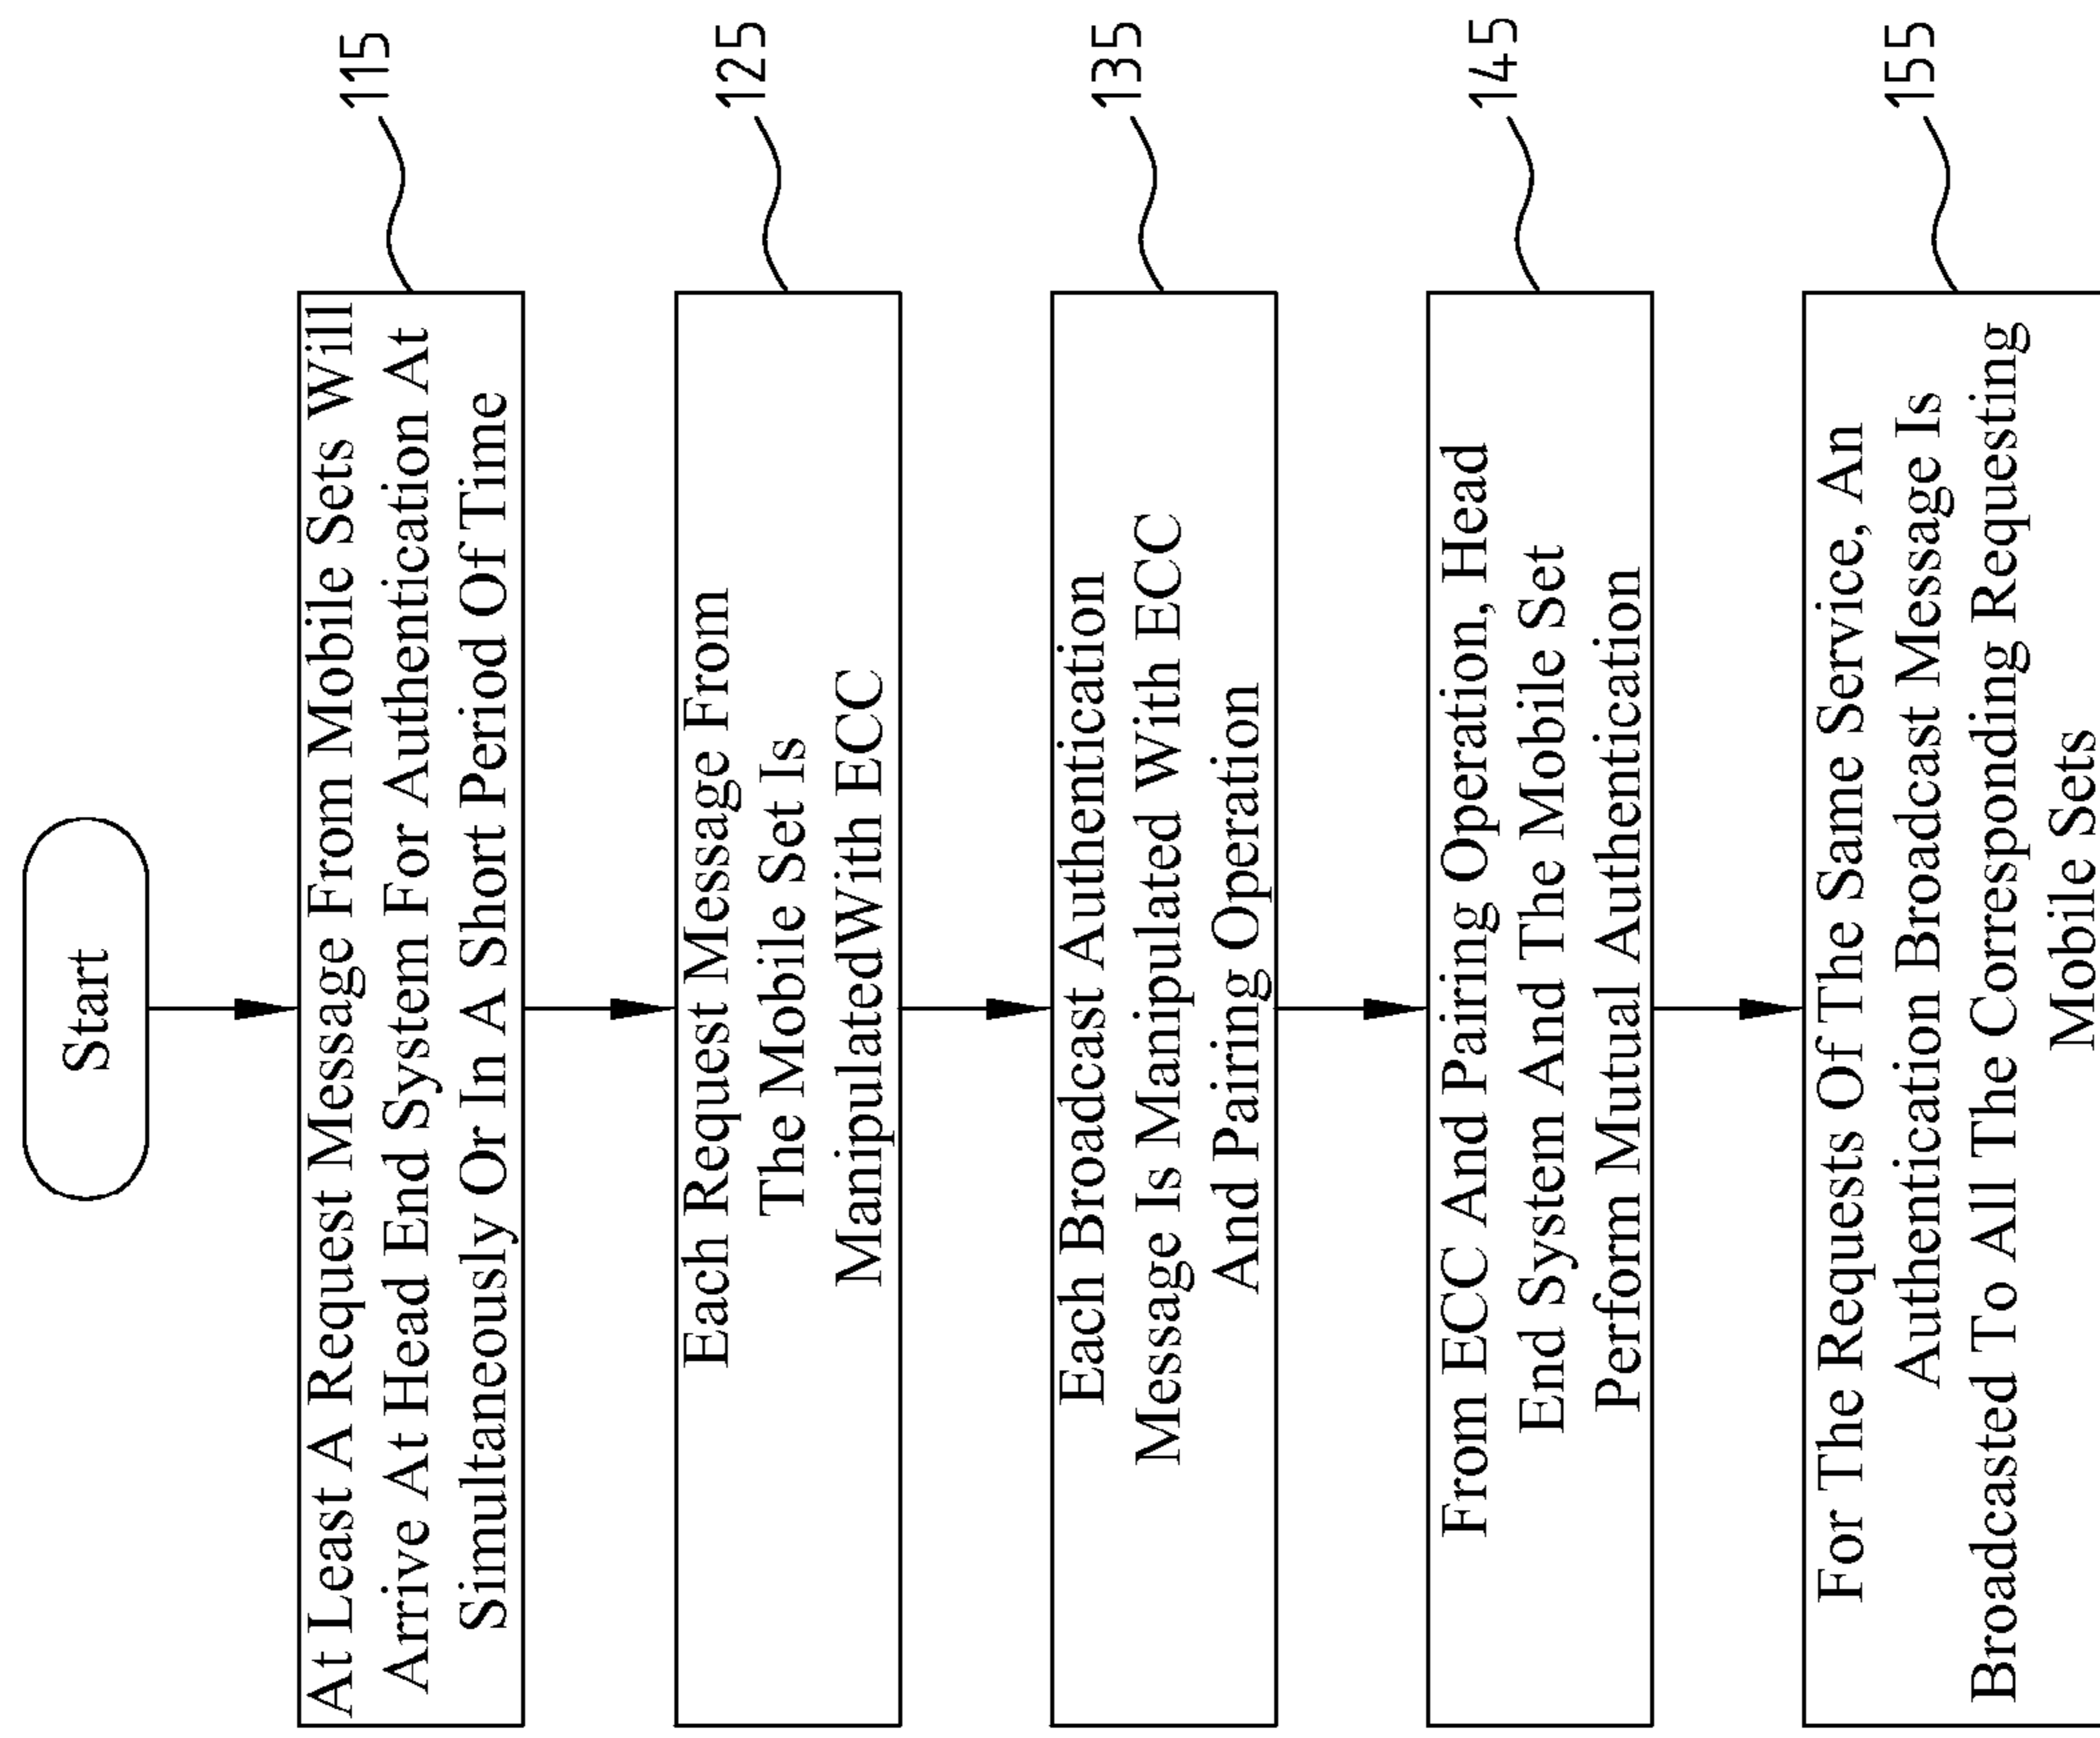 Start
115
At Least A Request Message From Mobile Sets Will
Arrive At Head End System For Authentication At
Simultaneously Or In A Short Period Of Time
125
Each Request Message From
The Mobile Set Is
ManipulatedWith ECC
135
Each Broadcast Authentication
Message Is Manipulated With ECC
And Pairing Operation
145
From ECC And Pairing Operation, Head
End System And The Mobile Set
Perform Mutual Authentication
155
For The Requests Of The Same Service, An
Authentication Broadcast Message Is
Broadcasted To All The Corresponding Requesting
Mobile Sets